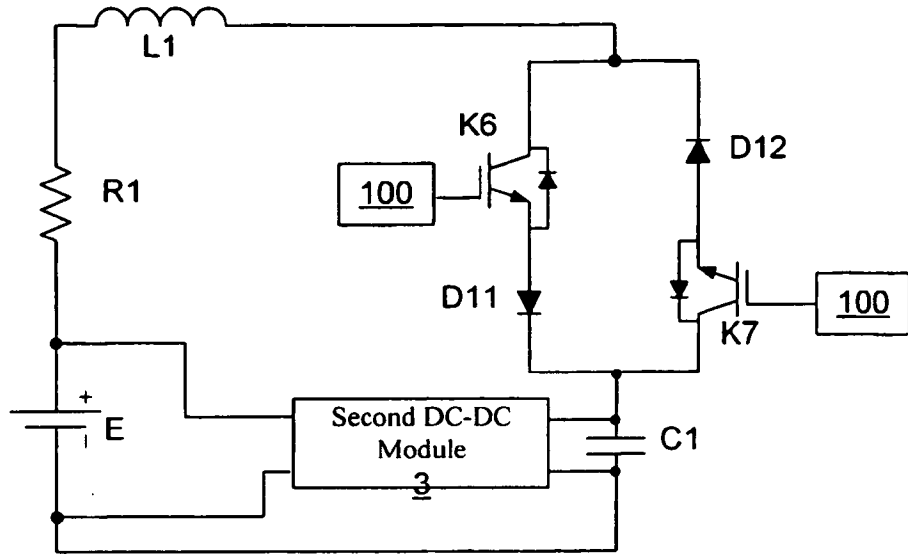 L1
K6
D12
100
R1
D11
100
K7
+
E
-
Second DC-DC
Module
3
C1